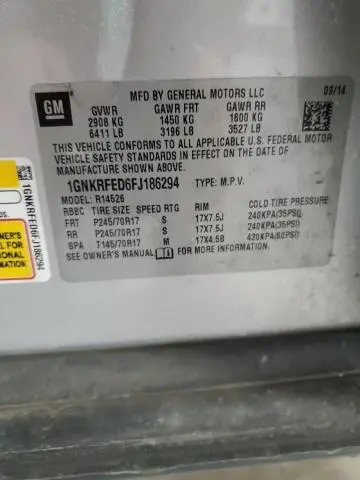 GM
MFD BY GENERAL MOTORS LLC 09/14
GVWR GAWR FRT GAWR RR
2908 KG 1450 KG 1600 KG
6411 LB 3196 LB 3527 LB
THIS VEHICLE CONFORMS TO ALL APPLICABLE U.S. FEDERAL MOTOR
VEHICLE SAFETY STANDARDS IN EFFECT ON THE DATE OF
MANUFACTURE SHOWN ABOVE.
1GNKRFED6FJ186294 TYPE: M.P.V.
MODEL: R14526
RBBC TIRE SIZE SPEED RTG RIM COLD TIRE PRESSURE
FRT P245/70R17 S 17X7.5J 240KPA(35PSI)
RR P245/70R17 S 17X7.5J 240KPA(35PSI)
SPA T145/70R17 M 17X4.5B 420KPA(60PSI)
SEE OWNER'S MANUAL FOR MORE INFORMATION.
1GNKRFED6FJ186294
OWNER'S
FOR